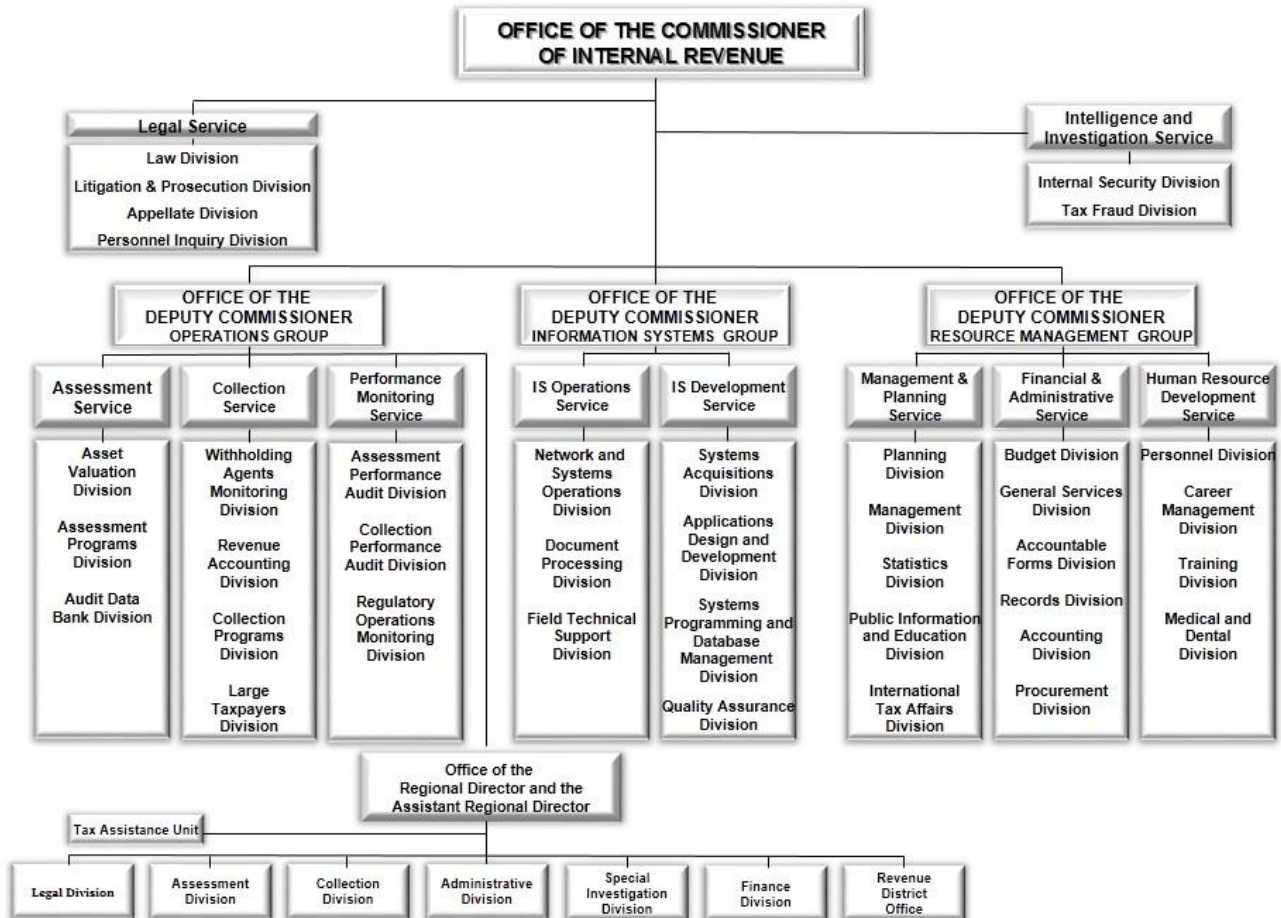 OFFICE OF THE COMMISSIONER
OF INTERNAL REVENUE
Legal Service
Law Division
Litigation & Prosecution Division
Appellate Division
Personnel Inquiry Division
Intelligence and
Investigation Service
Internal Security Division
Tax Fraud Division
OFFICE OF THE
DEPUTY COMMISSIONER
OPERATIONS GROUP
Assessment
Service
Asset
Valuation
Division
Assessment
Programs
Division
Audit Data
Bank Division
Collection
Service
Withholding
Agents
Monitoring
Division
Revenue
Accounting
Division
Collection
Programs
Division
Large
Taxpayers
Division
Performance
Monitoring
Service
Assessment
Performance
Audit Division
Collection
Performance
Audit Division
Regulatory
Operations
Monitoring
Division
OFFICE OF THE
DEPUTY COMMISSIONER
INFORMATION SYSTEMS GROUP
IS Operations
Service
Network and
Systems
Operations
Division
Document
Processing
Division
Field Technical
Support
Division
IS Development
Service
Systems
Acquisitions
Division
Applications
Design and
Development
Division
Systems
Programming and
Database
Management
Division
Quality Assurance
Division
OFFICE OF THE
DEPUTY COMMISSIONER
RESOURCE MANAGEMENT GROUP
Management &
Planning
Service
Planning
Division
Management
Division
Statistics
Division
Public Information
and Education
Division
International
Tax Affairs
Division
Financial &
Administrative
Service
Budget Division
General Services
Division
Accountable
Forms Division
Records Division
Accounting
Division
Procurement
Division
Human Resource
Development
Service
Personnel Division
Career
Management
Division
Training
Division
Medical and
Dental
Division
Office of the
Regional Director and the
Assistant Regional Director
Tax Assistance Unit
Legal Division
Assessment
Division
Collection
Division
Administrative
Division
Special
Investigation
Division
Finance
Division
Revenue
District
Office